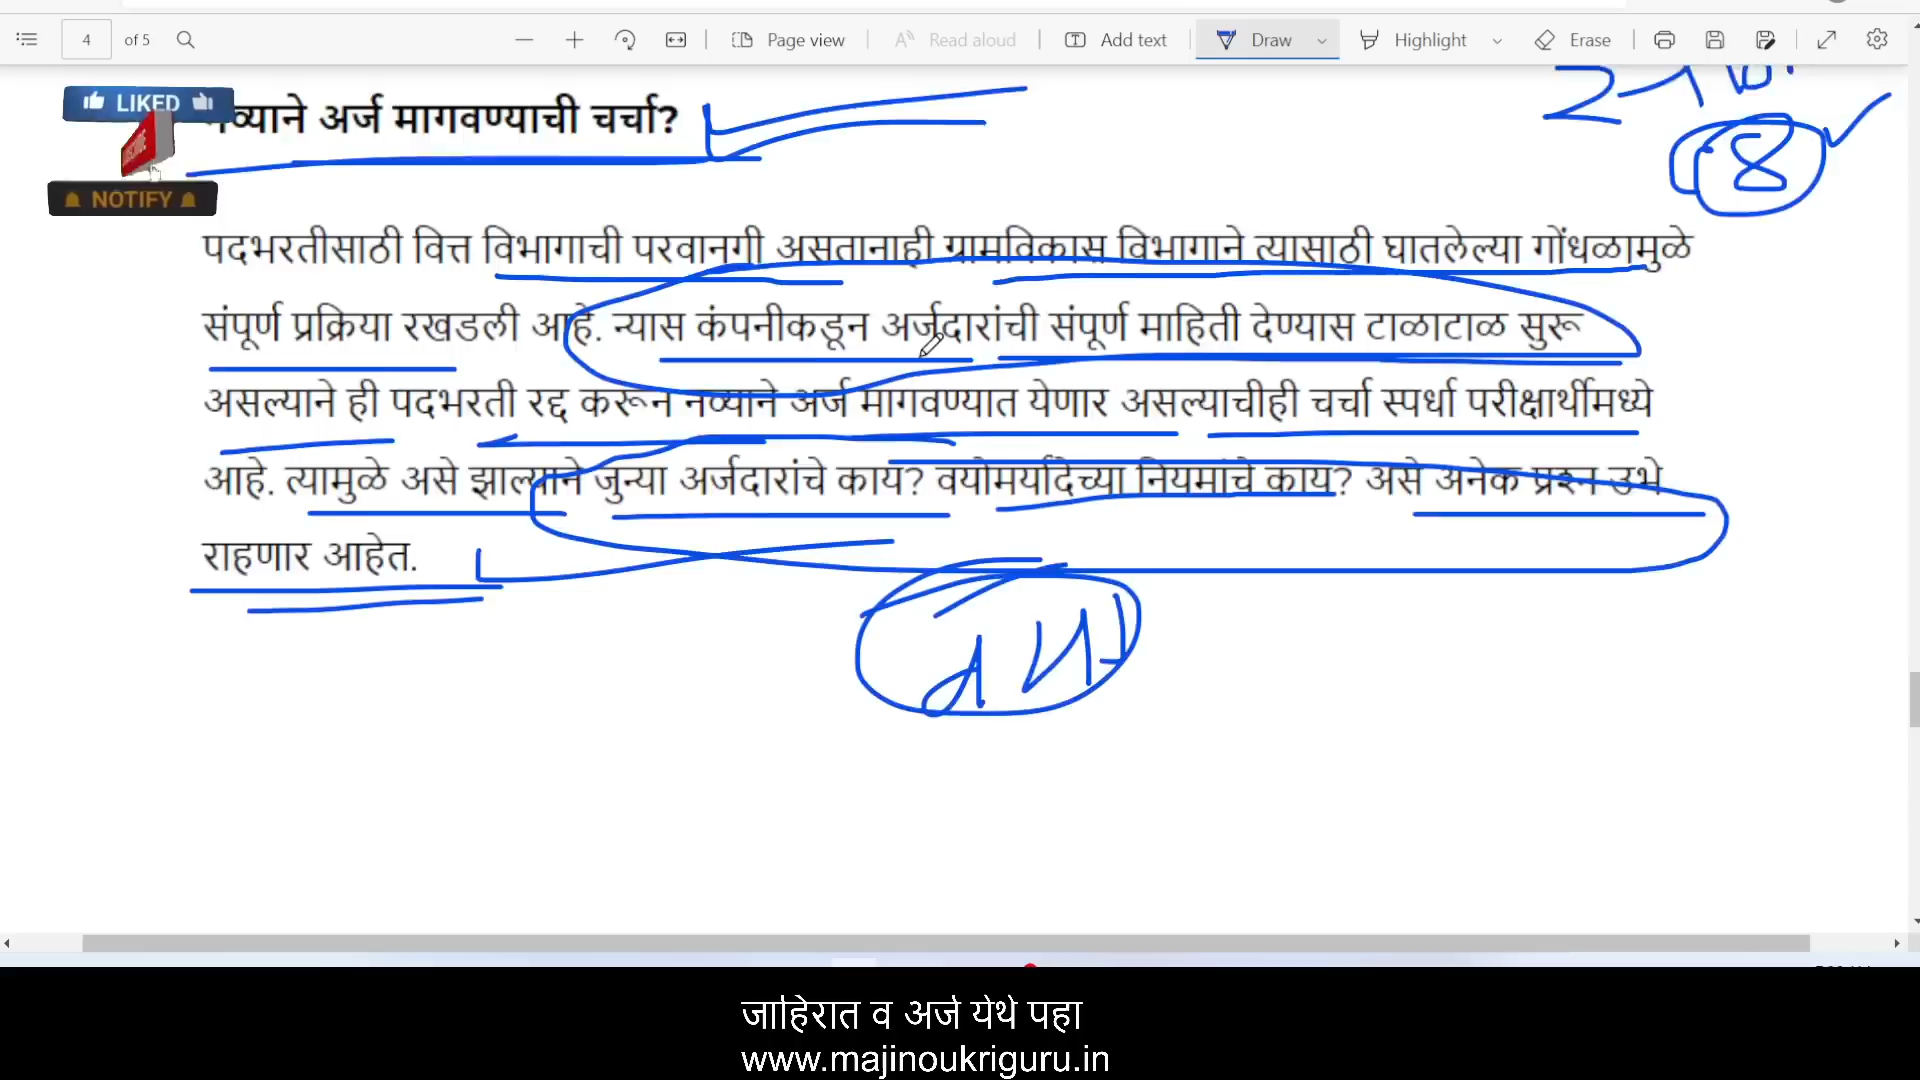 4 of 5 Page view Read aloud Add text Draw Highlight Erase
LIKED
SUBSCRIBE
NOTIFY
अर्ज मागवण्याची चर्चा?
8
पदभरतीसाठी वित्त विभागाची परवानगी असतानाही ग्रामविकास विभागाने त्यासाठी घातलेल्या गोंधळामुळे
संपूर्ण प्रक्रिया रखडली आहे. न्यास कंपनीकडून अर्जदारांची संपूर्ण माहिती देण्यास टाळाटाळ सुरू
असल्याने ही पदभरती रद्द करून नव्याने अर्ज मागवण्यात येणार असल्याचीही चर्चा स्पर्धा परीक्षार्थीमध्ये
आहे. त्यामुळे असे झाल्याने जुन्या अर्जदारांचे काय? वयोमर्यादेच्या नियमांचे काय? असे अनेक प्रश्न उभे
राहणार आहेत.
जाहिरात व अर्ज येथे पहा
www.majinoukriguru.in